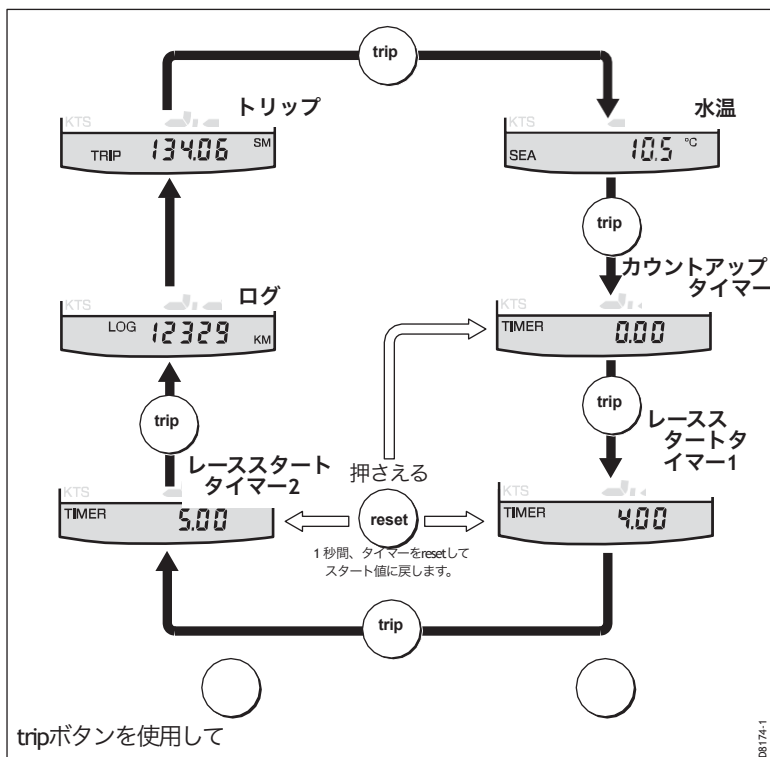 trip
トリップ
KTS
TRIP 134.06 SM
水温
KTS
SEA 10.5 °C
trip
カウントアップ
タイマー
KTS
TIMER 0.00
ログ
KTS
LOG 12329 KM
trip
trip
レースス
タートタ
イマー1
KTS
TIMER 4.00
レーススタート
タイマー2
KTS
TIMER 5.00
押さえる
reset
1 秒間、タイマーをresetして
スタート値に戻します。
trip
tripボタンを使用して
D8174-1